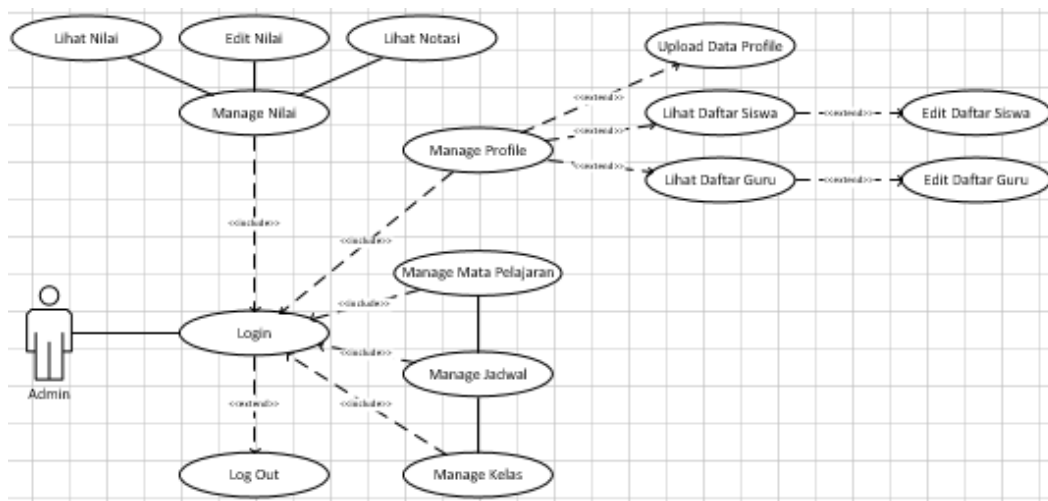 Lihat Nilai
Edit Nilai
Lihat Notasi
Upload Data Profile
Manage Nilai
<<extend>>
Lihat Daftar Siswa
<<extend>>
Edit Daftar Siswa
<<extend>>
Manage Profile
<<extend>>
Lihat Daftar Guru
<<extend>>
Edit Daftar Guru
<<include>>
<<include>>
Manage Mata Pelajaran
<<include>>
Login
<<include>>
Manage Jadwal
Admin
<<extend>>
<<include>>
Log Out
Manage Kelas